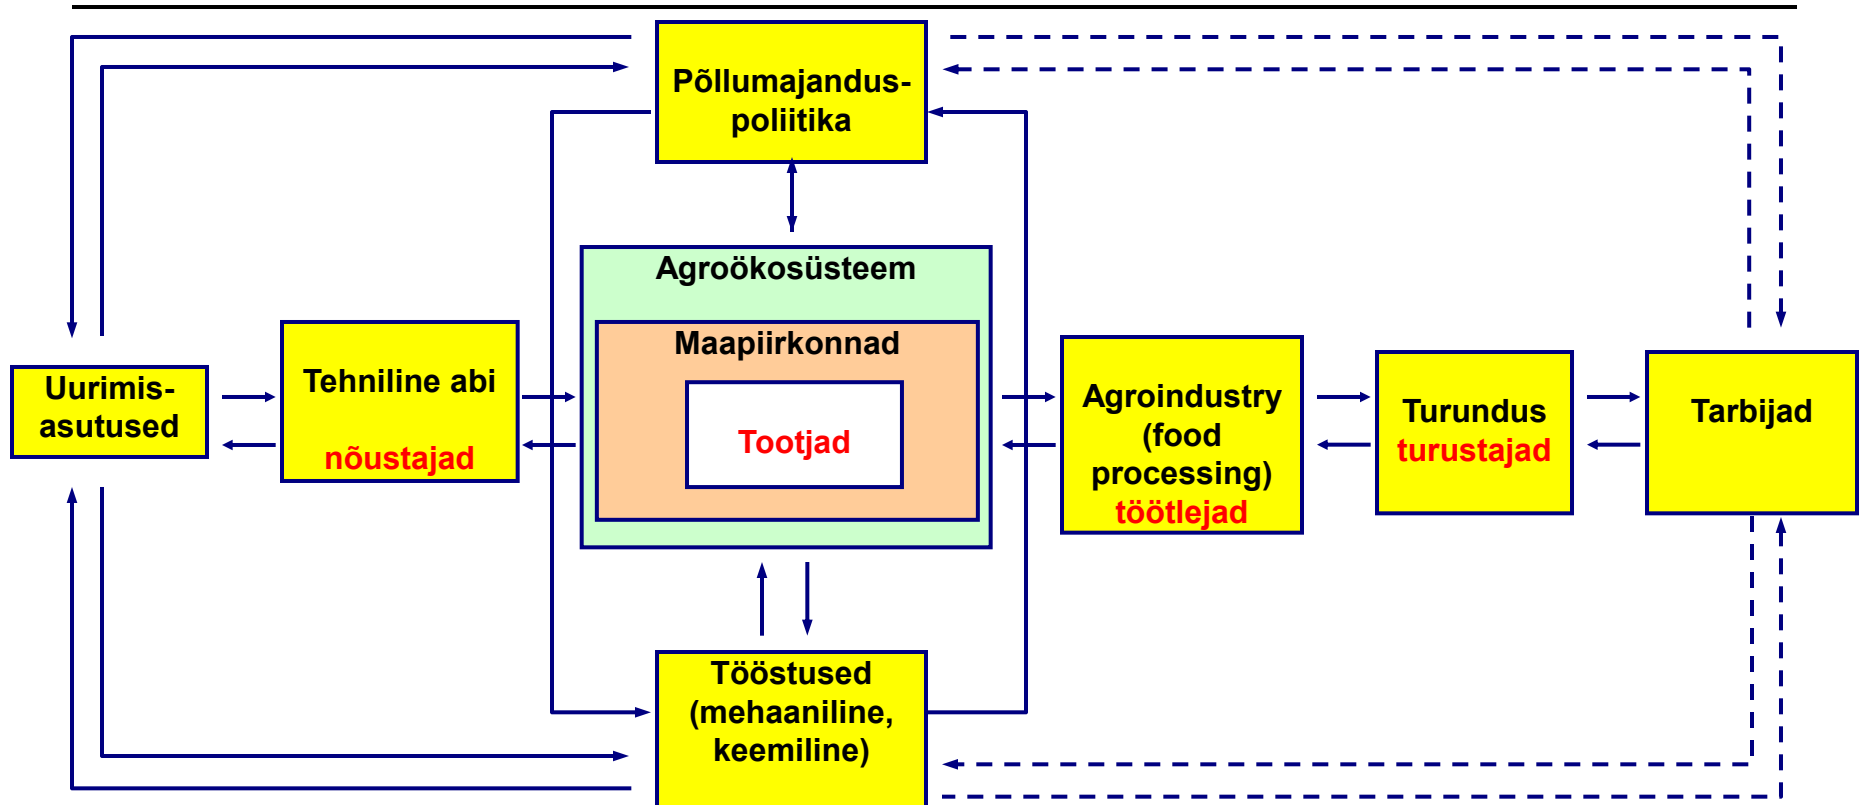 Põllumajandus-
poliitika
Agroökosüsteem
Maapiirkonnad
Tootjad
Uurimis-
asutused
Tehniline abi
nõustajad
Agroindustry
(food
processing)
töötlejad
Turundus
turustajad
Tarbijad
Tööstused
(mehaaniline,
keemiline)